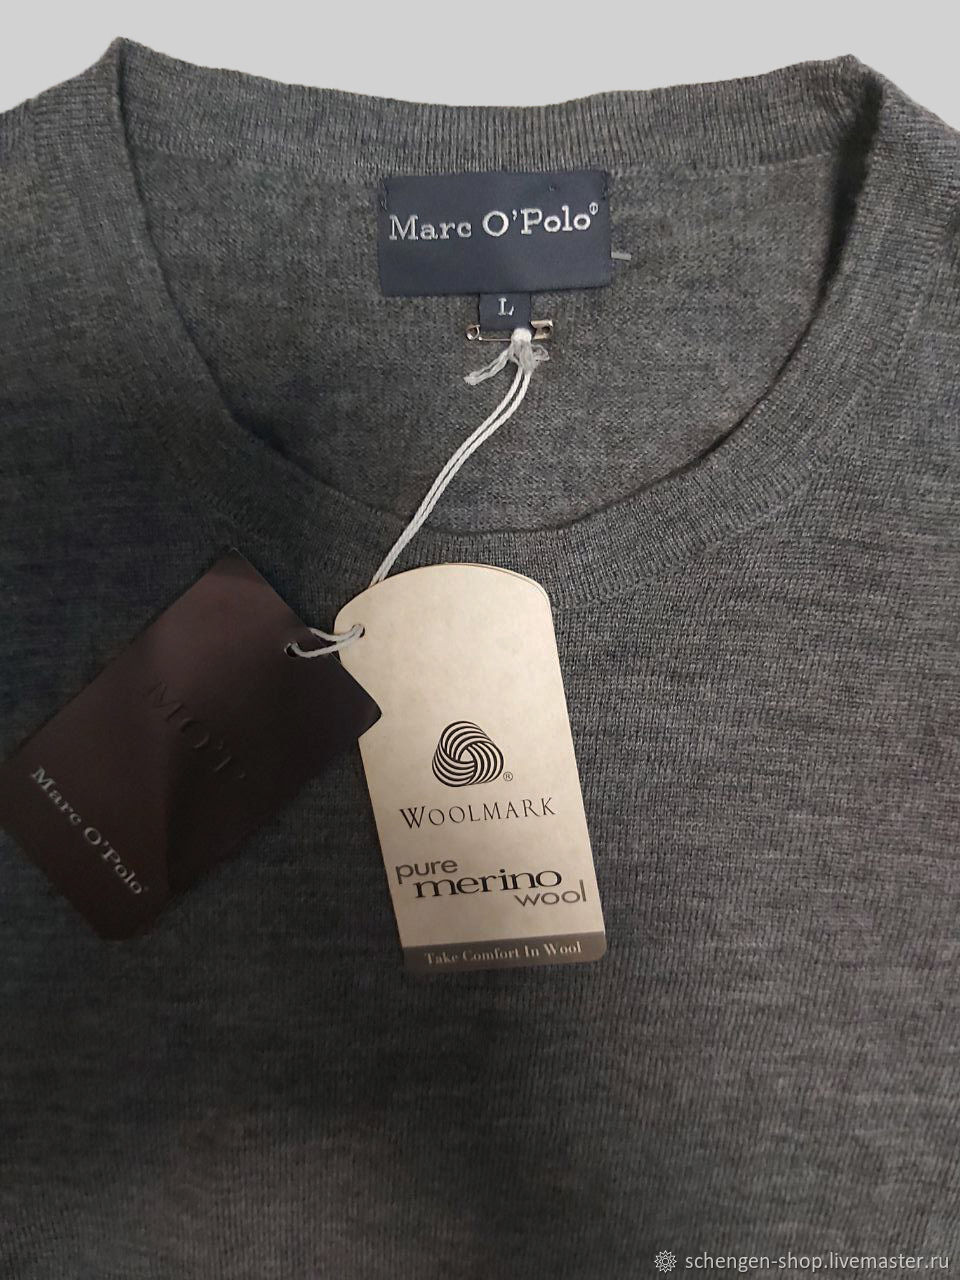 Marc O'Polo®
L
MO'P
Marc O'Polo®
®
WOOLMARK
pure
merino
wool
Take Comfort In Wool
schengen-shop.livemaster.ru